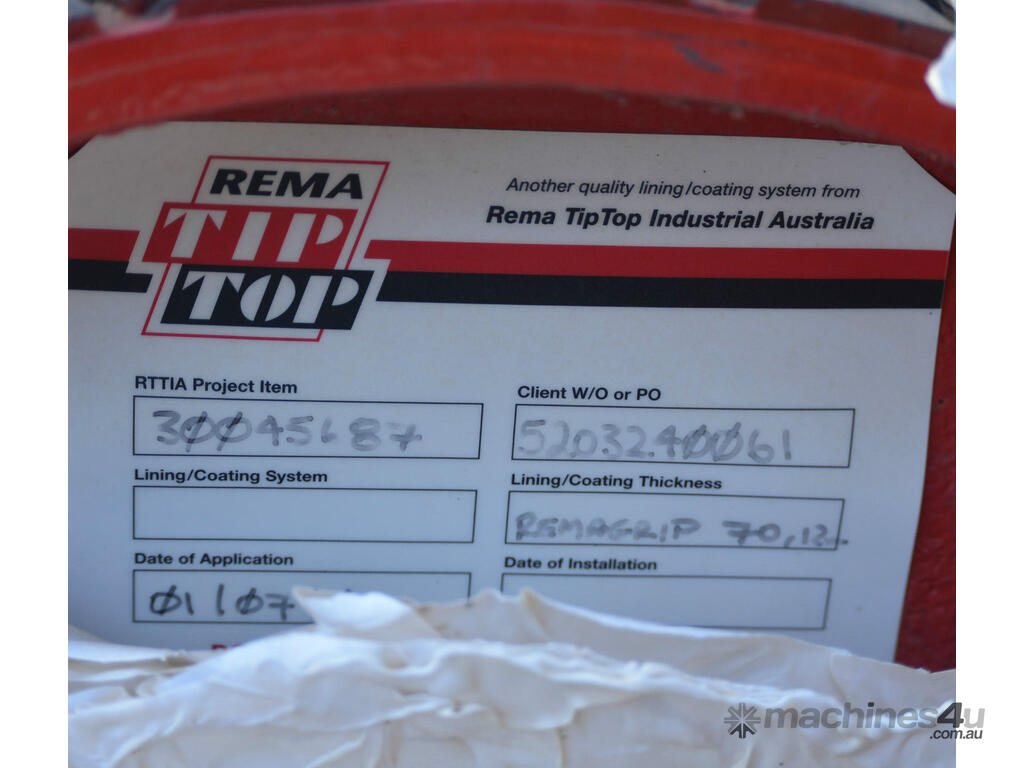 REMA
TIP
TOP
Another quality lining/coating system from
Rema TipTop Industrial Australia
RTTIA Project Item
30045687
Client W/O or PO
5203240061
Lining/Coating System
Lining/Coating Thickness
REMAGRIP 70,
Date of Application
01/07
Date of Installation
machines4u
.com.au